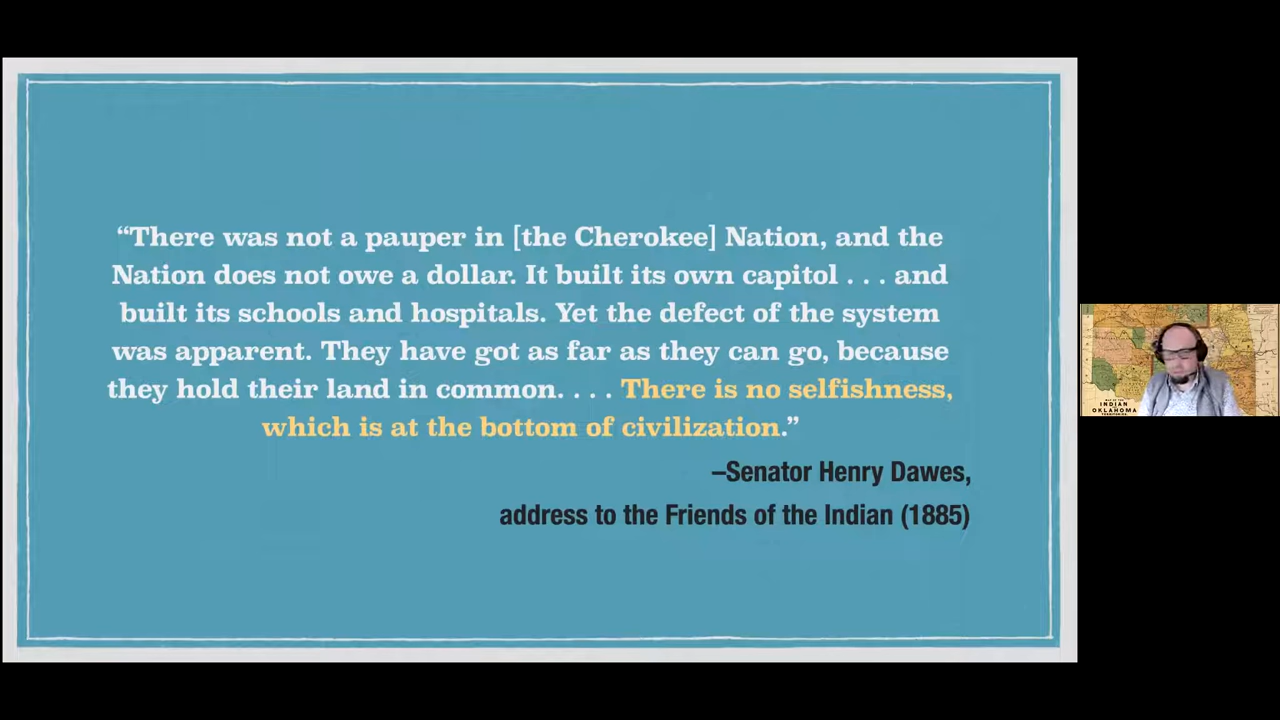 “There was not a pauper in [the Cherokee] Nation, and the
Nation does not owe a dollar. It built its own capitol . . . and
built its schools and hospitals. Yet the defect of the system
was apparent. They have got as far as they can go, because
they hold their land in common. . . . There is no selfishness,
which is at the bottom of civilization.”
–Senator Henry Dawes,
address to the Friends of the Indian (1885)
INDIAN
OKLAHOMA